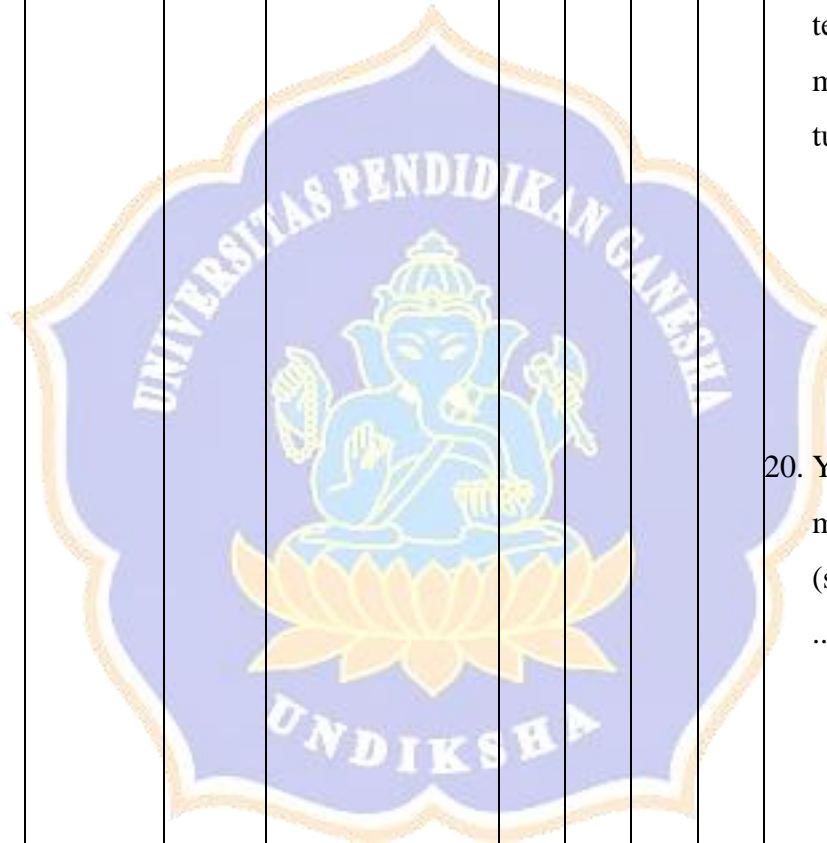 te
m
tu
UNIVERSITAS PENDIDIKAN GANESHA
20. Y
m
(s
..
UNDIKSHA